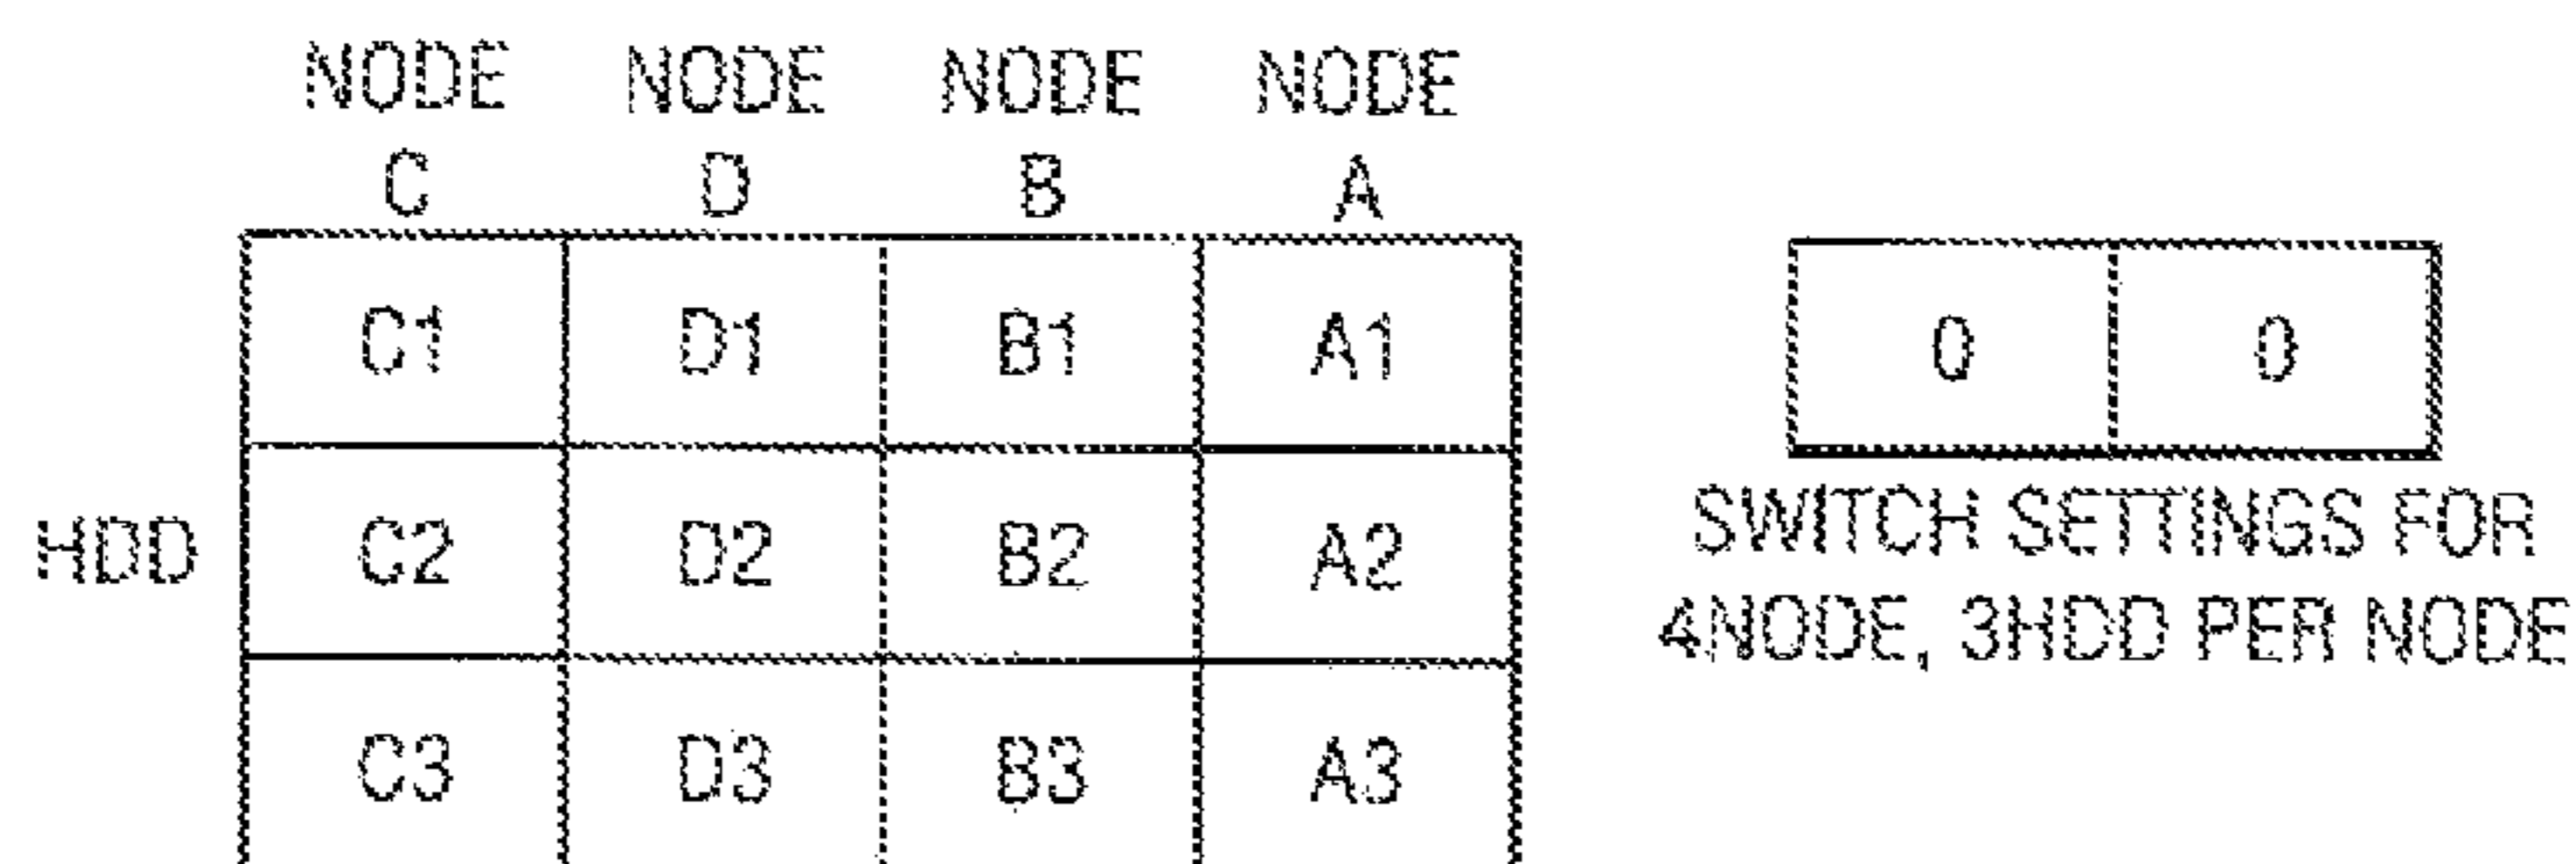 NODE NODE NODE NODE
C D B A
C1 D1 B1 A1
HDD C2 D2 B2 A2
C3 D3 B3 A3
0 0
SWITCH SETTINGS FOR
4NODE, 3HDD PER NODE